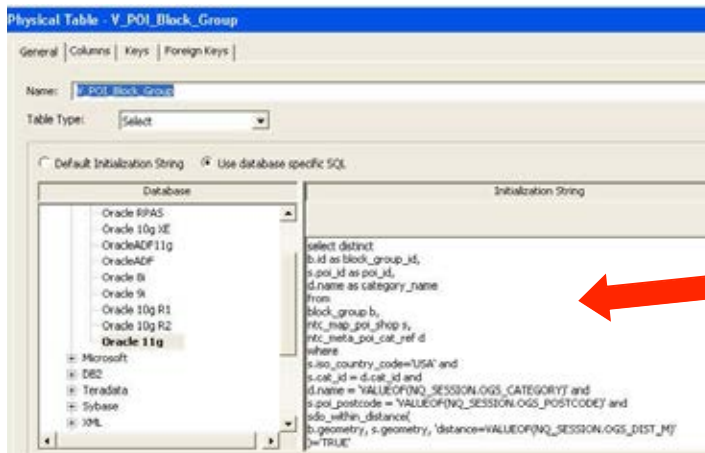 Physical Table - V_POI_Block_Group
General Columns Keys Foreign Keys
Name: V_POI_Block_Group
Table Type: Select
Default Initialization String Use database specific SQL
Database
Initialization String
Oracle RPAS
Oracle 10g XE
OracleADF11g
OracleADF
Oracle 8i
Oracle 9i
Oracle 10g R1
Oracle 10g R2
Oracle 11g
Microsoft
DB2
Teradata
Sybase
XML
select distinct
b.id as block_group_id,
s.poi_id as poi_id,
d.name as category_name
from
block_group b,
ntc_map_poi_shop s,
ntc_meta_poi_cat_ref d
where
s.iso_country_code='USA' and
s.cat_id = d.cat_id and
d.name = 'VALUEOF(NQ_SESSION.OGS_CATEGORY)' and
s.poi_postcode = 'VALUEOF(NQ_SESSION.OGS_POSTCODE)' and
sdo_within_distance(
b.geometry, s.geometry, 'distance=VALUEOF(NQ_SESSION.OGS_DIST_M)'
)='TRUE'